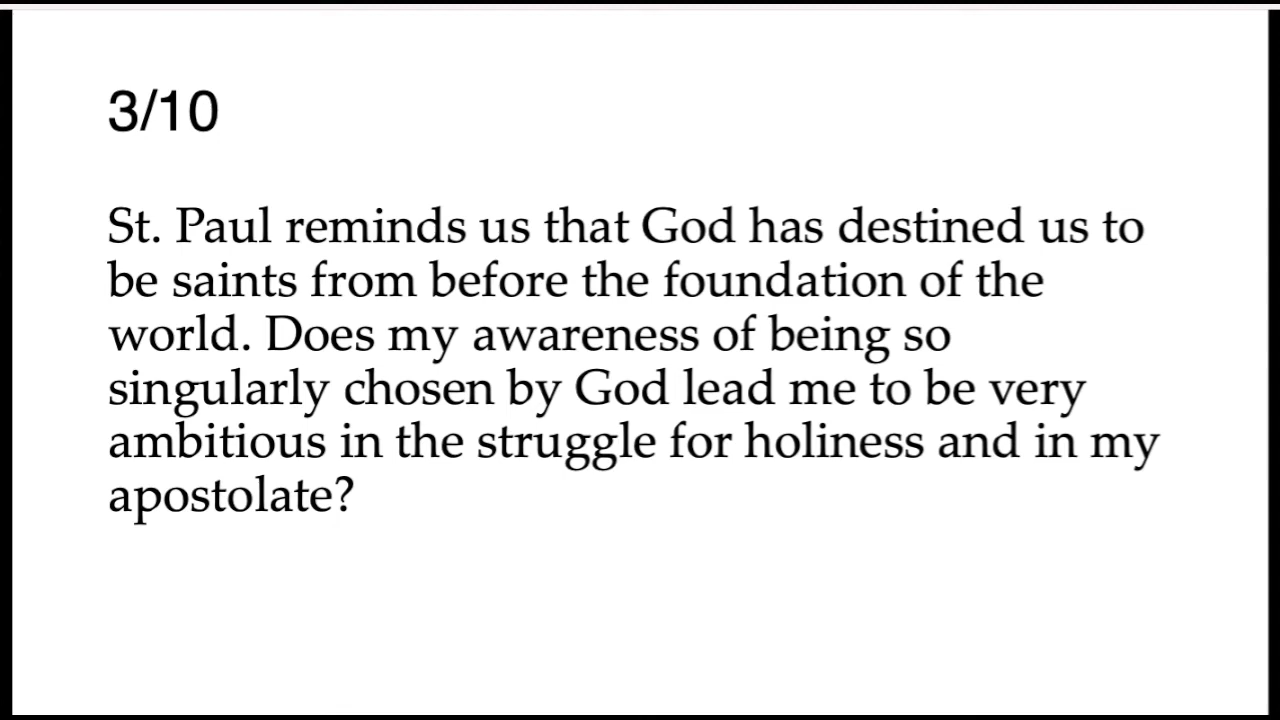 3/10
St. Paul reminds us that God has destined us to
be saints from before the foundation of the
world. Does my awareness of being so
singularly chosen by God lead me to be very
ambitious in the struggle for holiness and in my
apostolate?